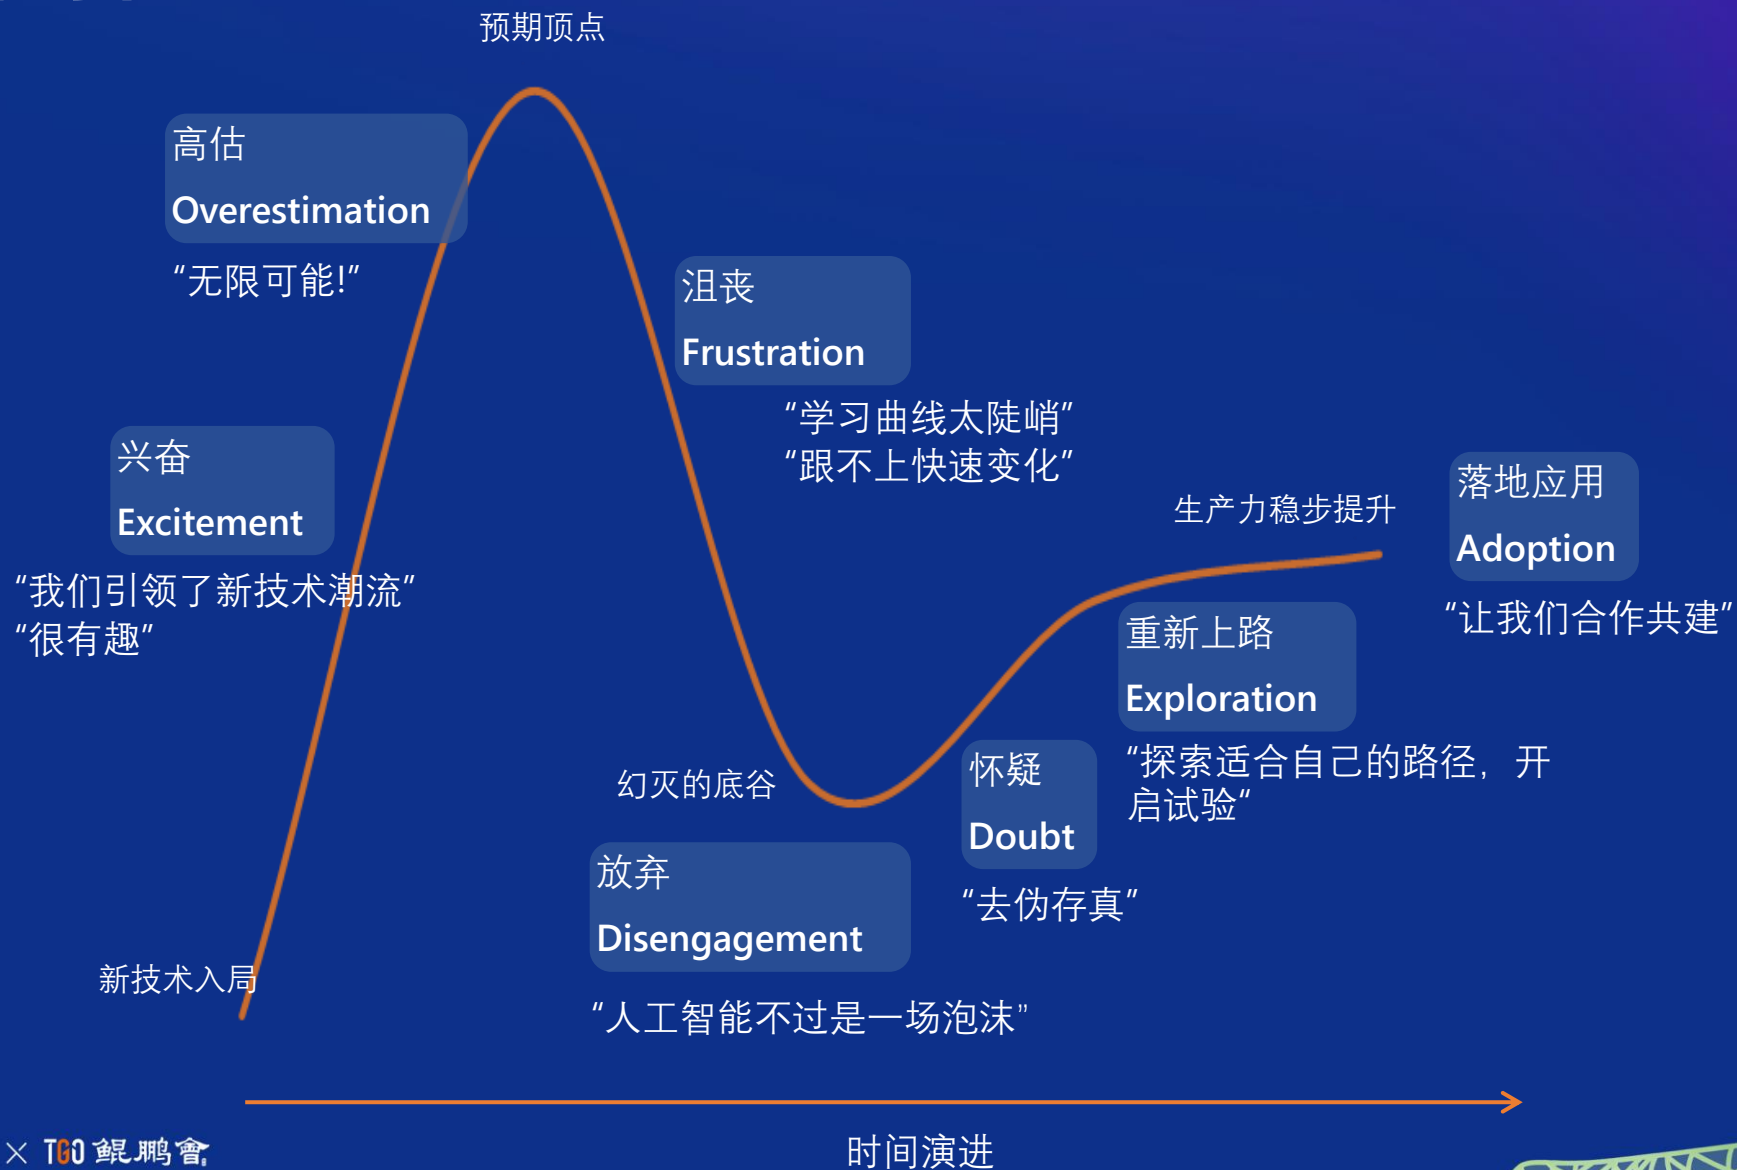 预期顶点
高估
Overestimation
“无限可能!”
沮丧
Frustration
“学习曲线太陡峭”
“跟不上快速变化”
兴奋
Excitement
“我们引领了新技术潮流”
“很有趣”
生产力稳步提升
落地应用
Adoption
“让我们合作共建”
重新上路
Exploration
“探索适合自己的路径，开
启试验“
幻灭的底谷
怀疑
Doubt
“去伪存真”
放弃
Disengagement
“人工智能不过是一场泡沫”
新技术入局
时间演进
× TGO 鲲鹏會